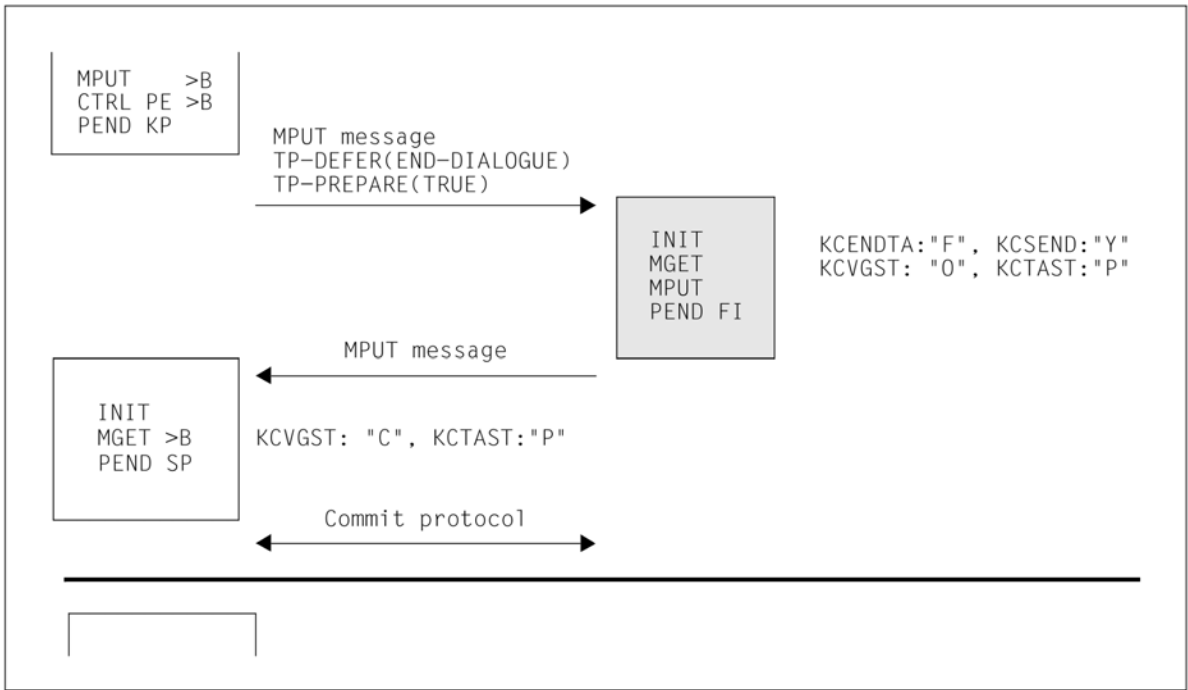 MPUT    >B
CTRL PE >B
PEND KP
MPUT message
TP-DEFER(END-DIALOGUE)
TP-PREPARE(TRUE)
INIT
MGET
MPUT
PEND FI
KCENDTA:"F", KCSEND:"Y"
KCVGST: "O", KCTAST:"P"
MPUT message
INIT
MGET >B
PEND SP
KCVGST: "C", KCTAST:"P"
Commit protocol